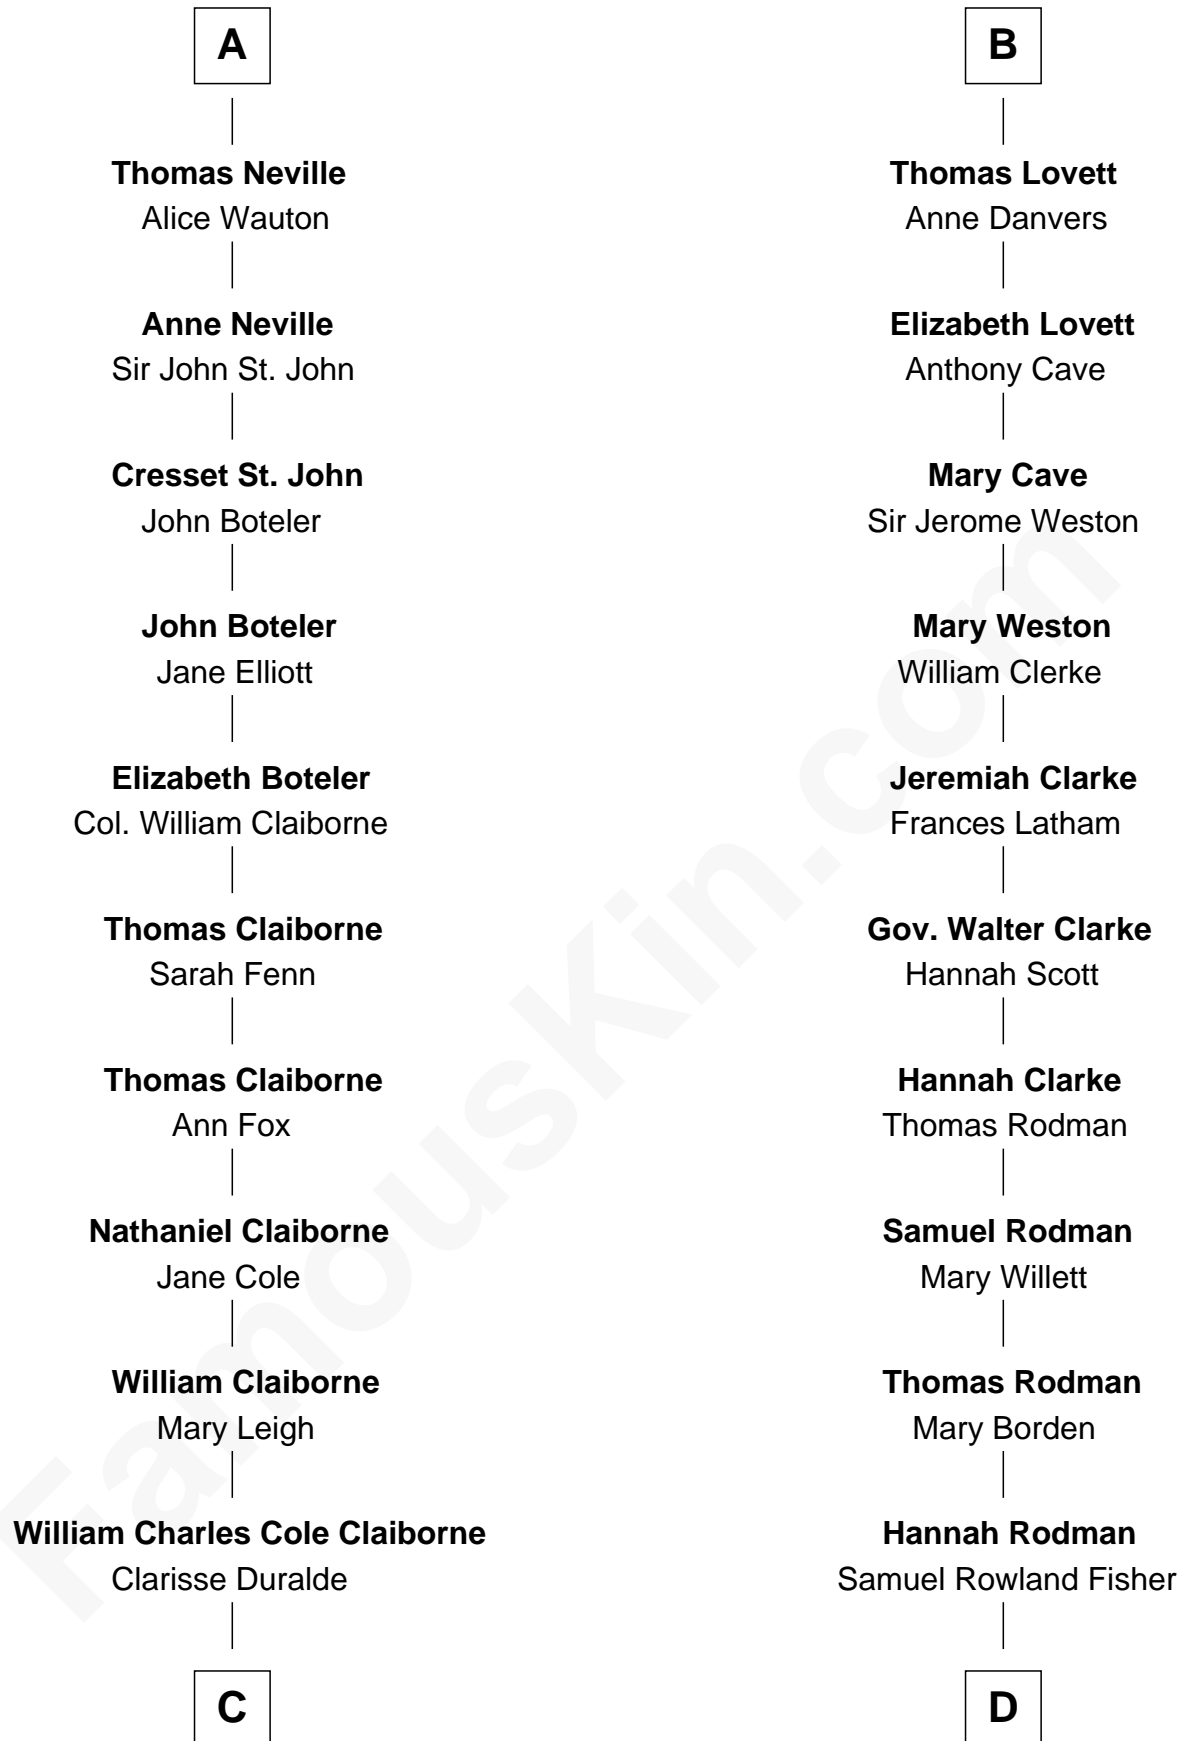 A
Thomas Neville
Alice Wauton
Anne Neville
Sir John St. John
Cresset St. John
John Boteler
John Boteler
Jane Elliott
Elizabeth Boteler
Col. William Claiborne
Thomas Claiborne
Sarah Fenn
Thomas Claiborne
Ann Fox
Nathaniel Claiborne
Jane Cole
William Claiborne
Mary Leigh
William Charles Cole Claiborne
Clarisse Duralde
C
B
Thomas Lovett
Anne Danvers
Elizabeth Lovett
Anthony Cave
Mary Cave
Sir Jerome Weston
Mary Weston
William Clerke
Jeremiah Clarke
Frances Latham
Gov. Walter Clarke
Hannah Scott
Hannah Clarke
Thomas Rodman
Samuel Rodman
Mary Willett
Thomas Rodman
Mary Borden
Hannah Rodman
Samuel Rowland Fisher
D
FamousKin.com